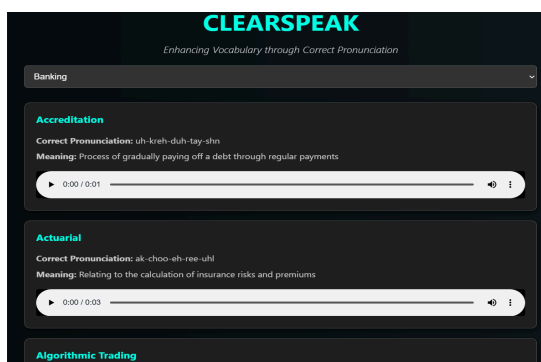 CLEARSPEAK
Enhancing Vocabulary through Correct Pronunciation
Banking
Accreditation
Correct Pronunciation: uh-kreh-duh-tay-shn
Meaning: Process of gradually paying off a debt through regular payments
0:00 / 0:01
Actuarial
Correct Pronunciation: ak-choo-eh-ree-uhl
Meaning: Relating to the calculation of insurance risks and premiums
0:00 / 0:03
Algorithmic Trading